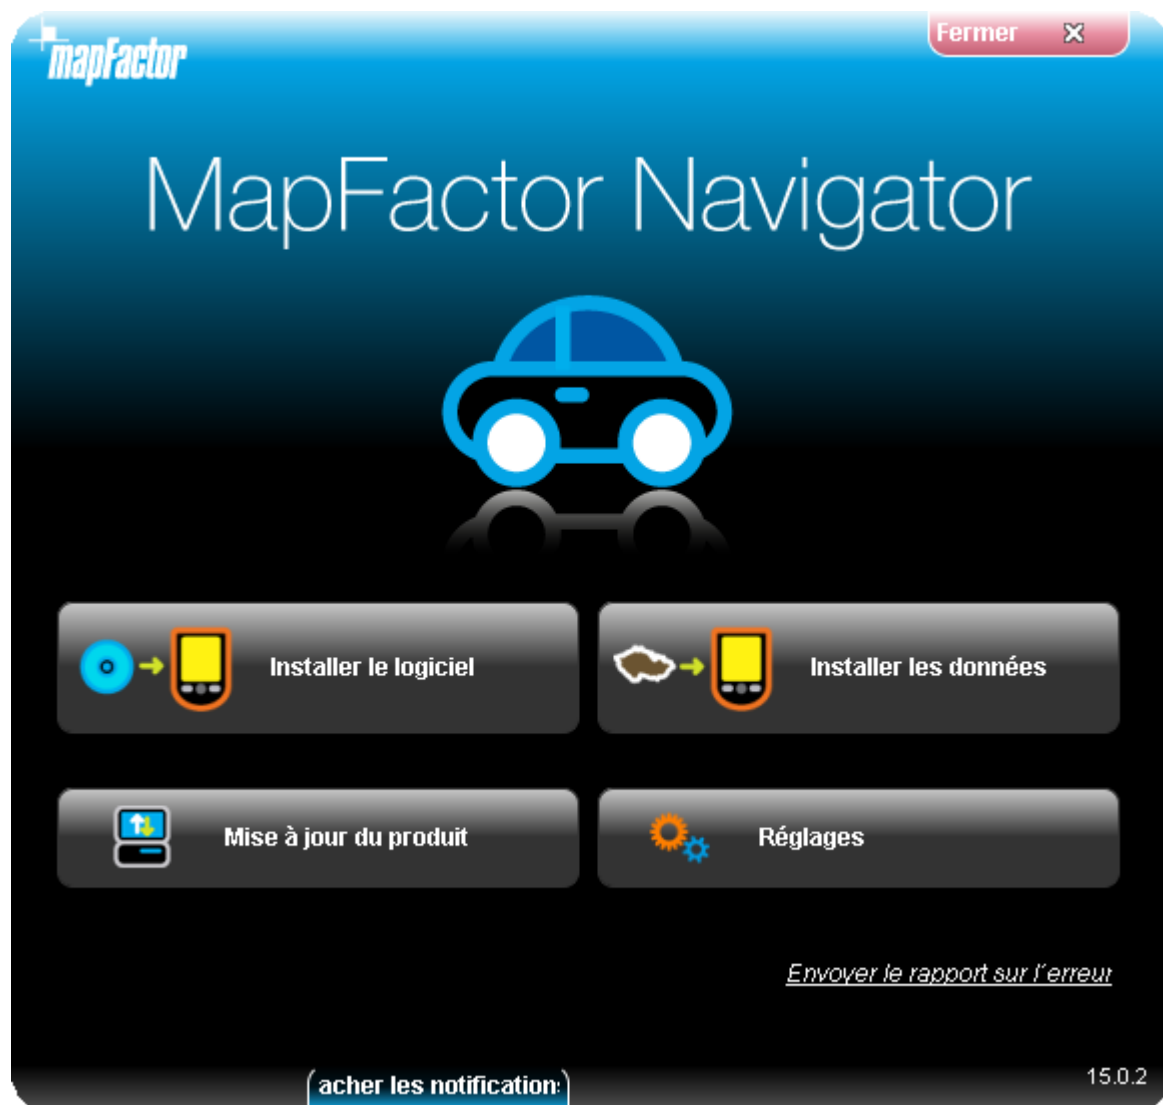 Fermer
mapFactor
MapFactor Navigator
Installer le logiciel
Installer les données
Mise à jour du produit
Réglages
Envoyer le rapport sur l´erreur
acher les notification
15.0.2